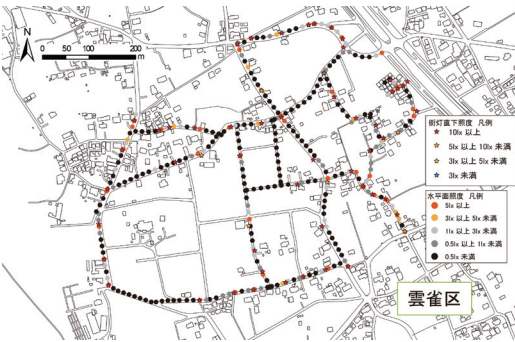 N
0 50 100 200
m
街灯直下照度 凡例
10lx 以上
5lx 以上 10lx 未満
3lx 以上 5lx 未満
3lx 未満
水平面照度 凡例
5lx 以上
3lx 以上 5lx 未満
1lx 以上 3lx 未満
0.5lx 以上 1lx 未満
0.5lx 未満
雲雀区